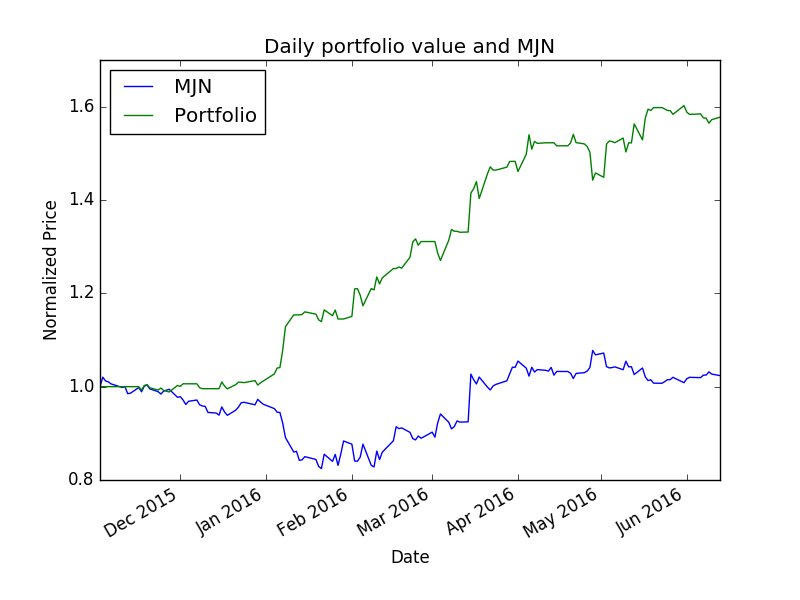 Daily portfolio value and MJN
MJN
Portfolio
1.6
1.4
1.2
1.0
0.8
Normalized Price
Dec 2015
Jan 2016
Feb 2016
Mar 2016
Apr 2016
May 2016
Jun 2016
Date